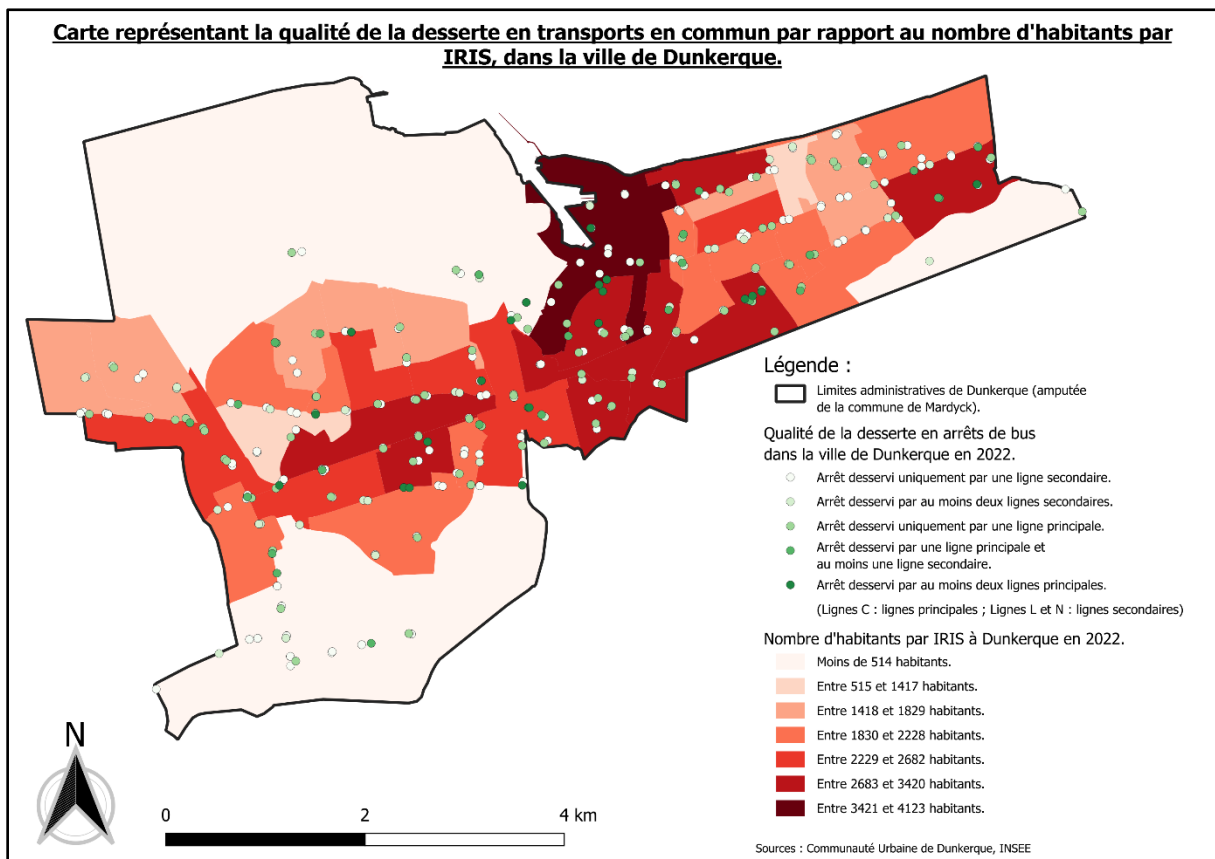 Carte représentant la qualité de la desserte en transports en commun par rapport au nombre d'habitants par
IRIS, dans la ville de Dunkerque.
Légende :
Limites administratives de Dunkerque (amputée
de la commune de Mardyck).
Qualité de la desserte en arrêts de bus
dans la ville de Dunkerque en 2022.
Arrêt desservi uniquement par une ligne secondaire.
Arrêt desservi par au moins deux lignes secondaires.
Arrêt desservi uniquement par une ligne principale.
Arrêt desservi par une ligne principale et
au moins une ligne secondaire.
Arrêt desservi par au moins deux lignes principales.
(Lignes C : lignes principales ; Lignes L et N : lignes secondaires)
Nombre d'habitants par IRIS à Dunkerque en 2022.
Moins de 514 habitants.
Entre 515 et 1417 habitants.
Entre 1418 et 1829 habitants.
Entre 1830 et 2228 habitants.
Entre 2229 et 2682 habitants.
Entre 2683 et 3420 habitants.
Entre 3421 et 4123 habitants.
N
0 2 4 km
Sources : Communauté Urbaine de Dunkerque, INSEE